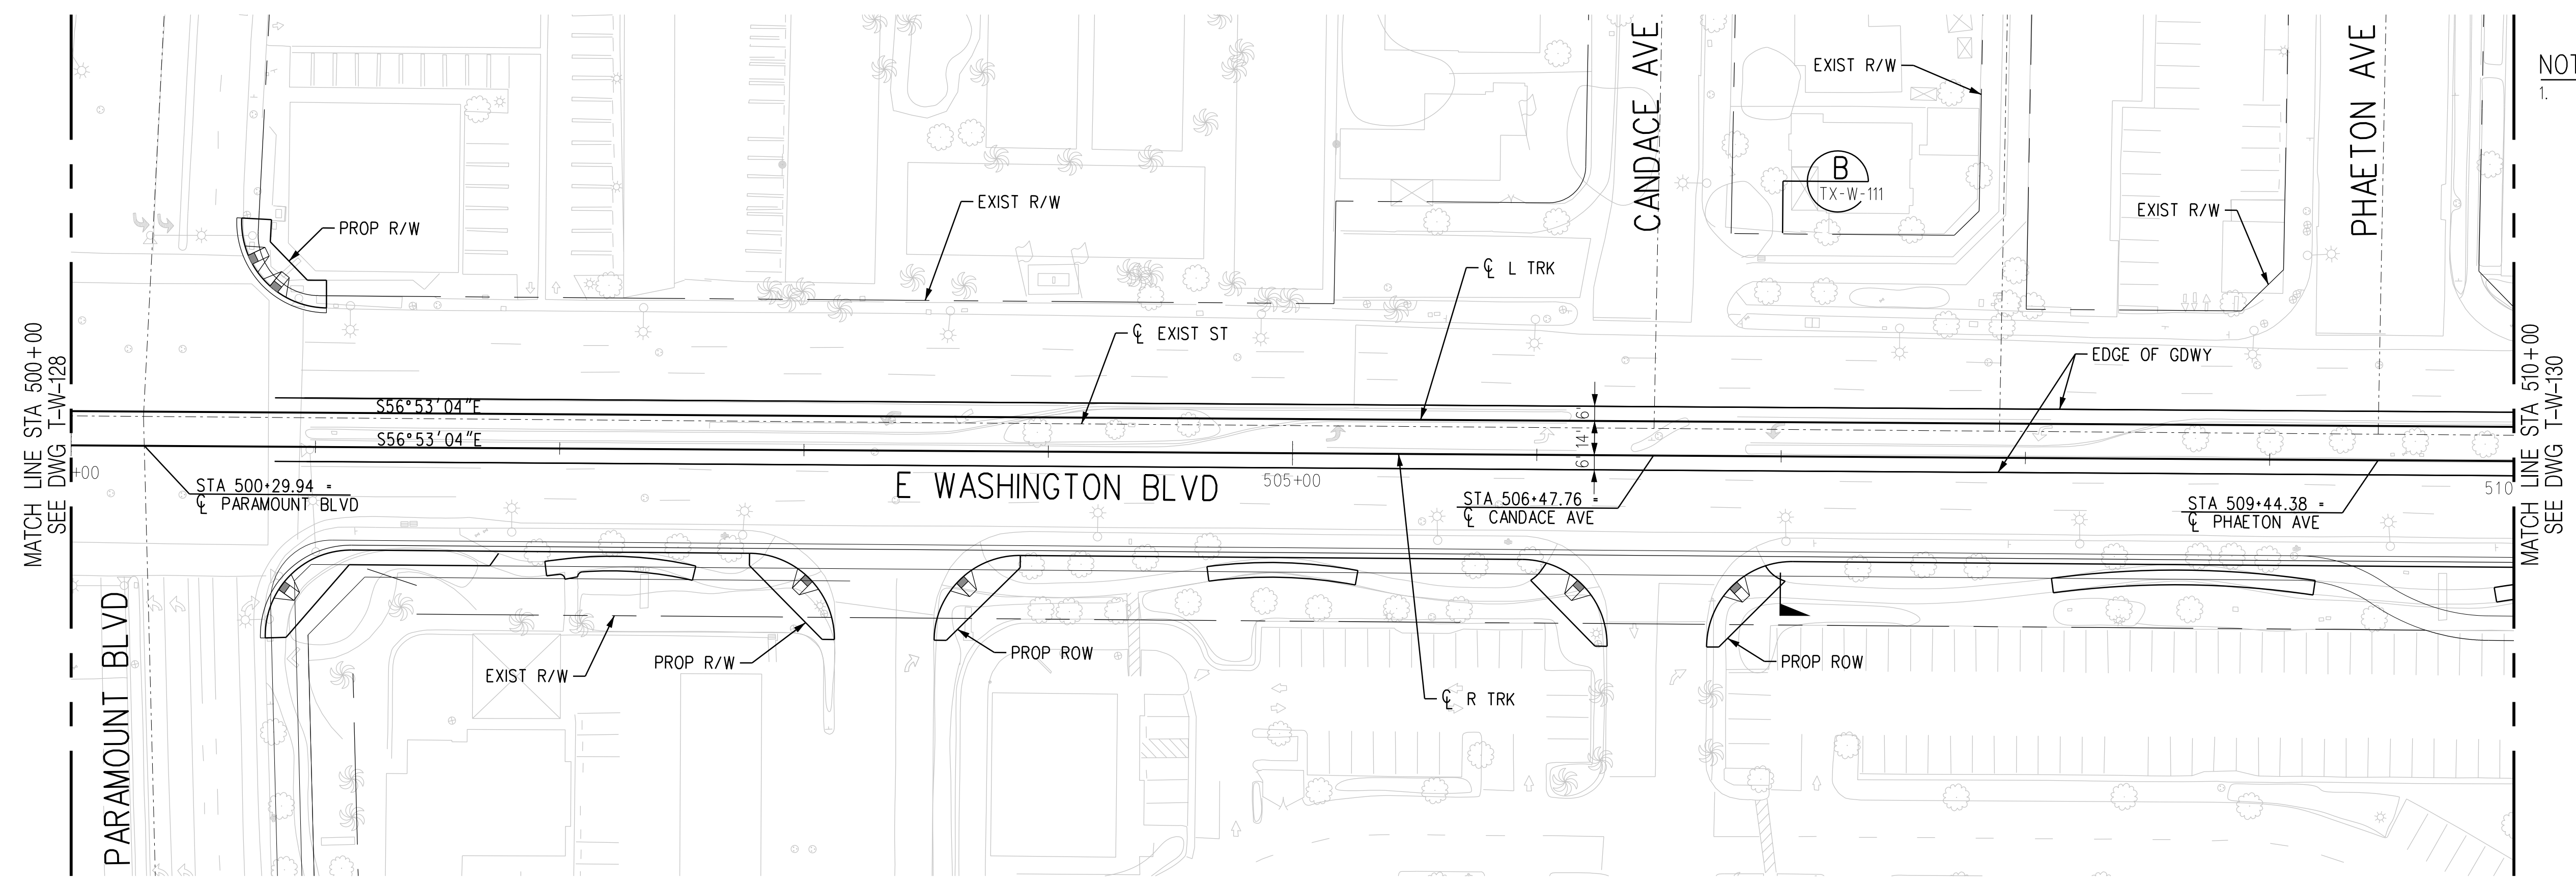 CANDACE AVE
PHAETON AVE
EXIST R/W
NOT
1.
B
TX-W-111
EXIST R/W
EXIST R/W
PROP R/W
℄ L TRK
℄ EXIST ST
EDGE OF GDWY
MATCH LINE STA 500+00
SEE DWG T-W-128
S56°53'04"E
S56°53'04"E
6'
14'
6'
+00
STA 500+29.94 =
℄ PARAMOUNT BLVD
E WASHINGTON BLVD
505+00
STA 506+47.76 =
℄ CANDACE AVE
STA 509+44.38 =
℄ PHAETON AVE
510
MATCH LINE STA 510+00
SEE DWG T-W-130
PARAMOUNT BLVD
EXIST R/W
PROP R/W
PROP ROW
℄ R TRK
PROP ROW